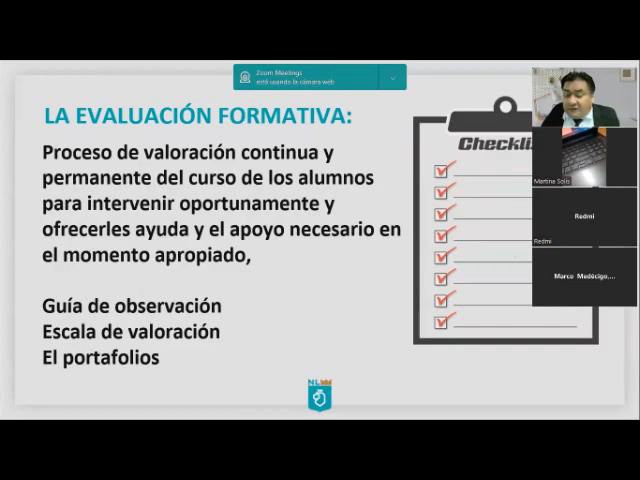 Zoom Meetings
está usando la cámara web
LA EVALUACIÓN FORMATIVA:
Proceso de valoración continua y
permanente del curso de los alumnos
para intervenir oportunamente y
ofrecerles ayuda y el apoyo necesario en
el momento apropiado,
Guía de observación
Escala de valoración
El portafolios
Checkli
Martina Solis
Redmi
Redmi
Marco Medécigo,...
NL